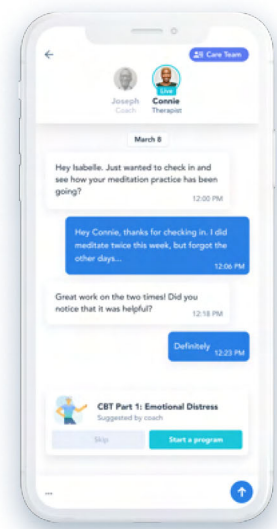 Care Team
Live
Joseph Connie
Coach Therapist
March 8
Hey Isabelle. Just wanted to check in and
see how your meditation practice has been
going?
12:00 PM
Hey Connie, thanks for checking in. I did
meditate twice this week, but forgot the
other days...
12:06 PM
Great work on the two times! Did you
notice that it was helpful?
12:18 PM
Definitely
12:23 PM
CBT Part 1: Emotional Distress
Suggested by coach
Skip Start a program
...